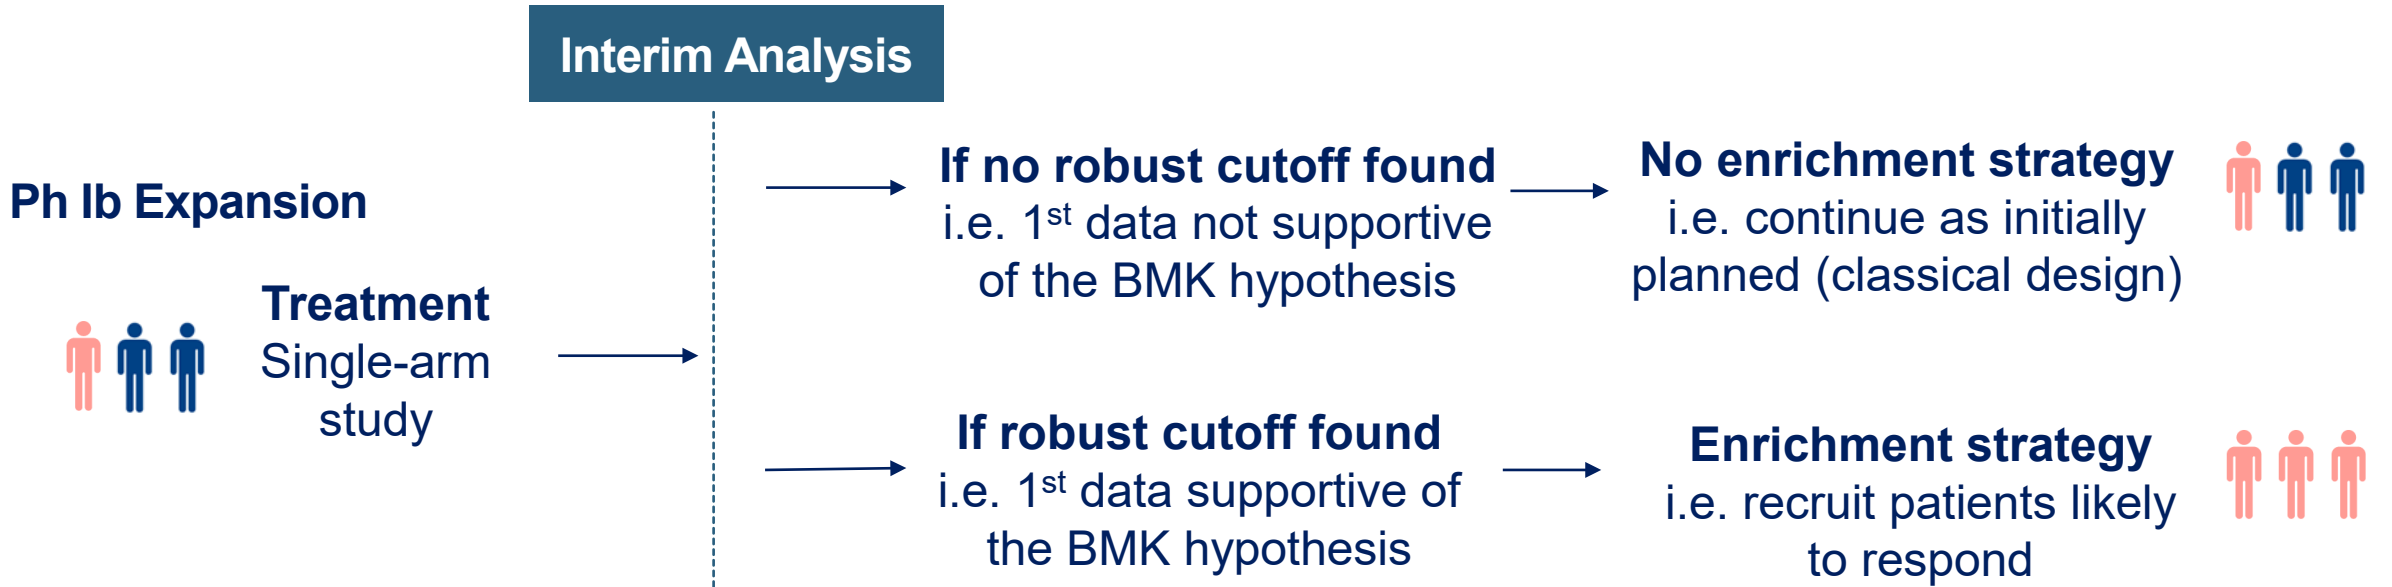 Interim Analysis
Ph Ib Expansion
Treatment
Single-arm
study
If no robust cutoff found
i.e. 1st data not supportive
of the BMK hypothesis
No enrichment strategy
i.e. continue as initially
planned (classical design)
If robust cutoff found
i.e. 1st data supportive of
the BMK hypothesis
Enrichment strategy
i.e. recruit patients likely
to respond